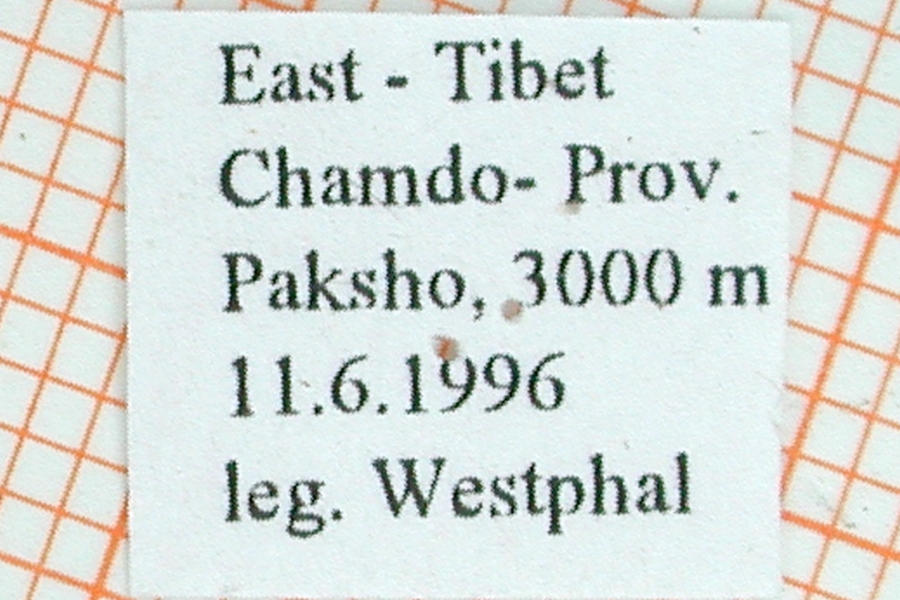 East - Tibet
Chamdo- Prov.
Paksho, 3000 m
11.6.1996
leg. Westphal